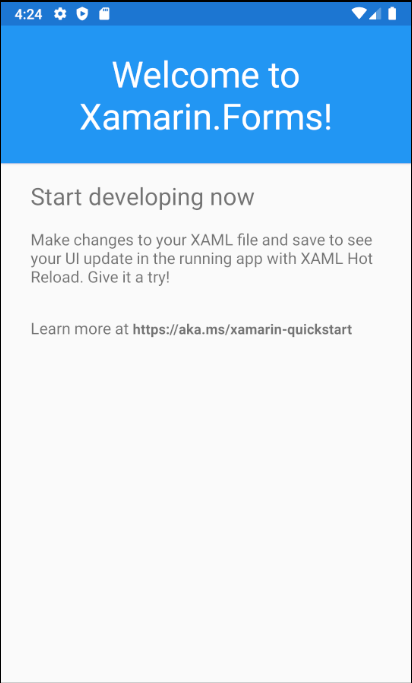 4:24
Welcome to
Xamarin.Forms!
Start developing now
Make changes to your XAML file and save to see
your UI update in the running app with XAML Hot
Reload. Give it a try!
Learn more at https://aka.ms/xamarin-quickstart